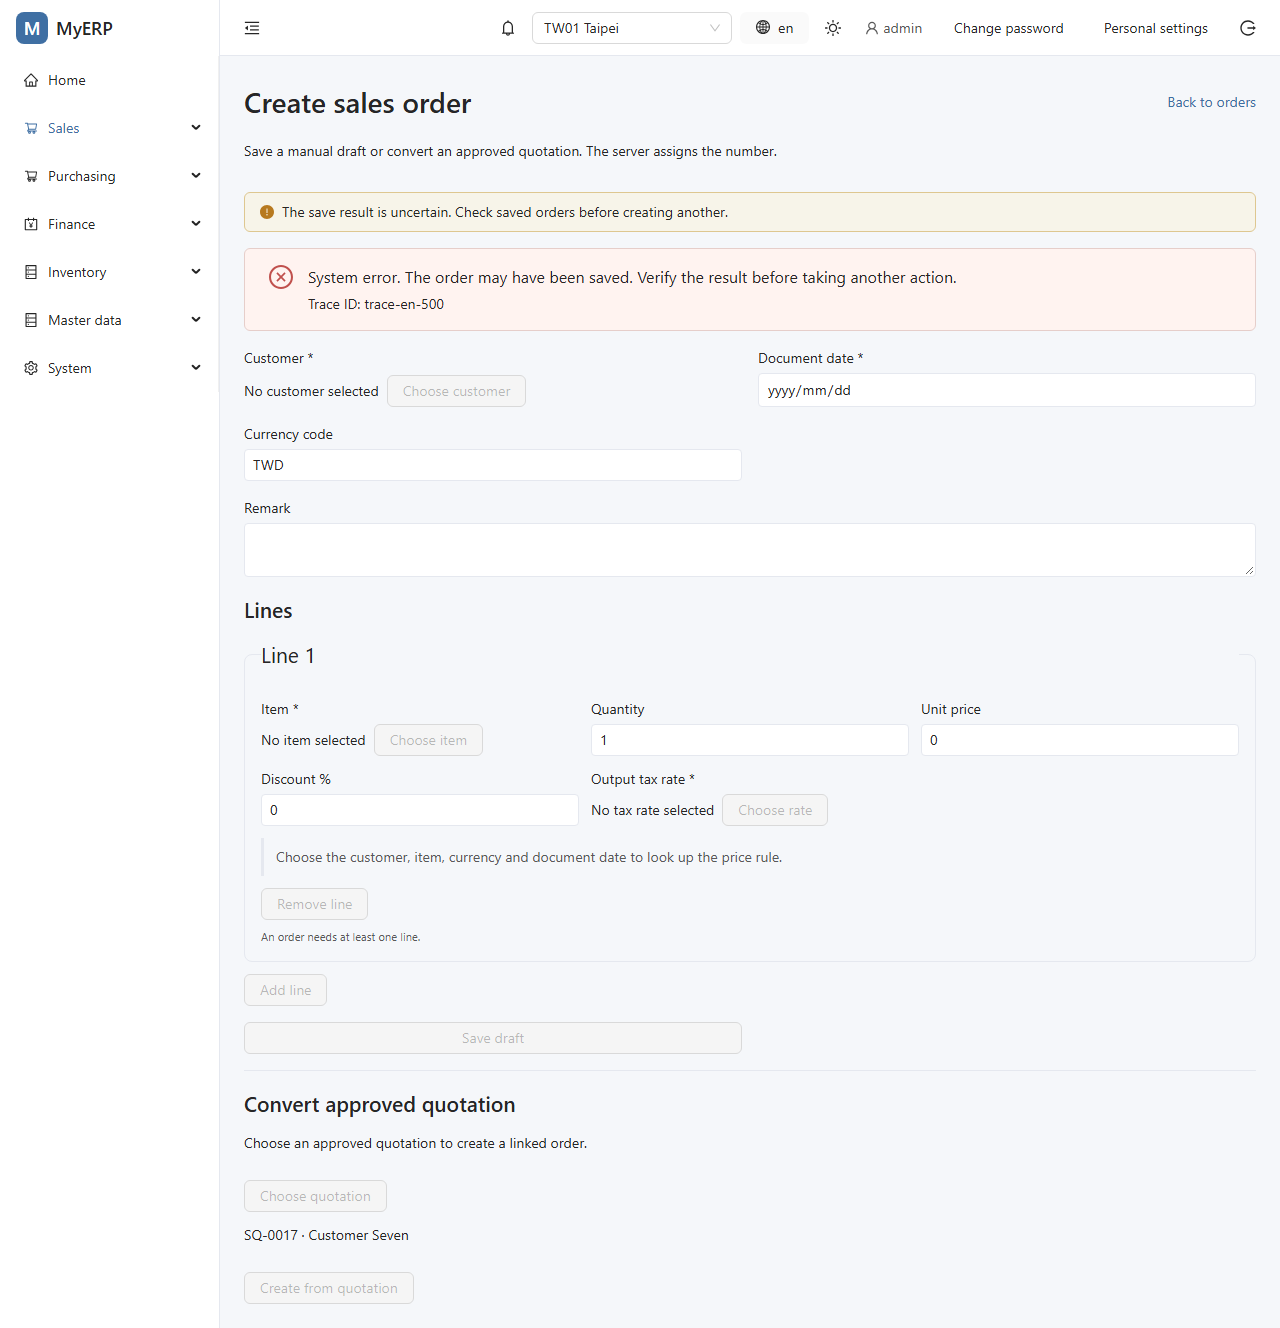 M MyERP
TW01 Taipei
en
admin
Change password
Personal settings
Home
Sales
Purchasing
Finance
Inventory
Master data
System
Create sales order
Back to orders
Save a manual draft or convert an approved quotation. The server assigns the number.
The save result is uncertain. Check saved orders before creating another.
System error. The order may have been saved. Verify the result before taking another action.
Trace ID: trace-en-500
Customer *
Document date *
No customer selected
Choose customer
yyyy/mm/dd
Currency code
TWD
Remark
Lines
Line 1
Item *
Quantity
Unit price
No item selected
Choose item
1
0
Discount %
Output tax rate *
0
No tax rate selected
Choose rate
Choose the customer, item, currency and document date to look up the price rule.
Remove line
An order needs at least one line.
Add line
Save draft
Convert approved quotation
Choose an approved quotation to create a linked order.
Choose quotation
SQ-0017 · Customer Seven
Create from quotation